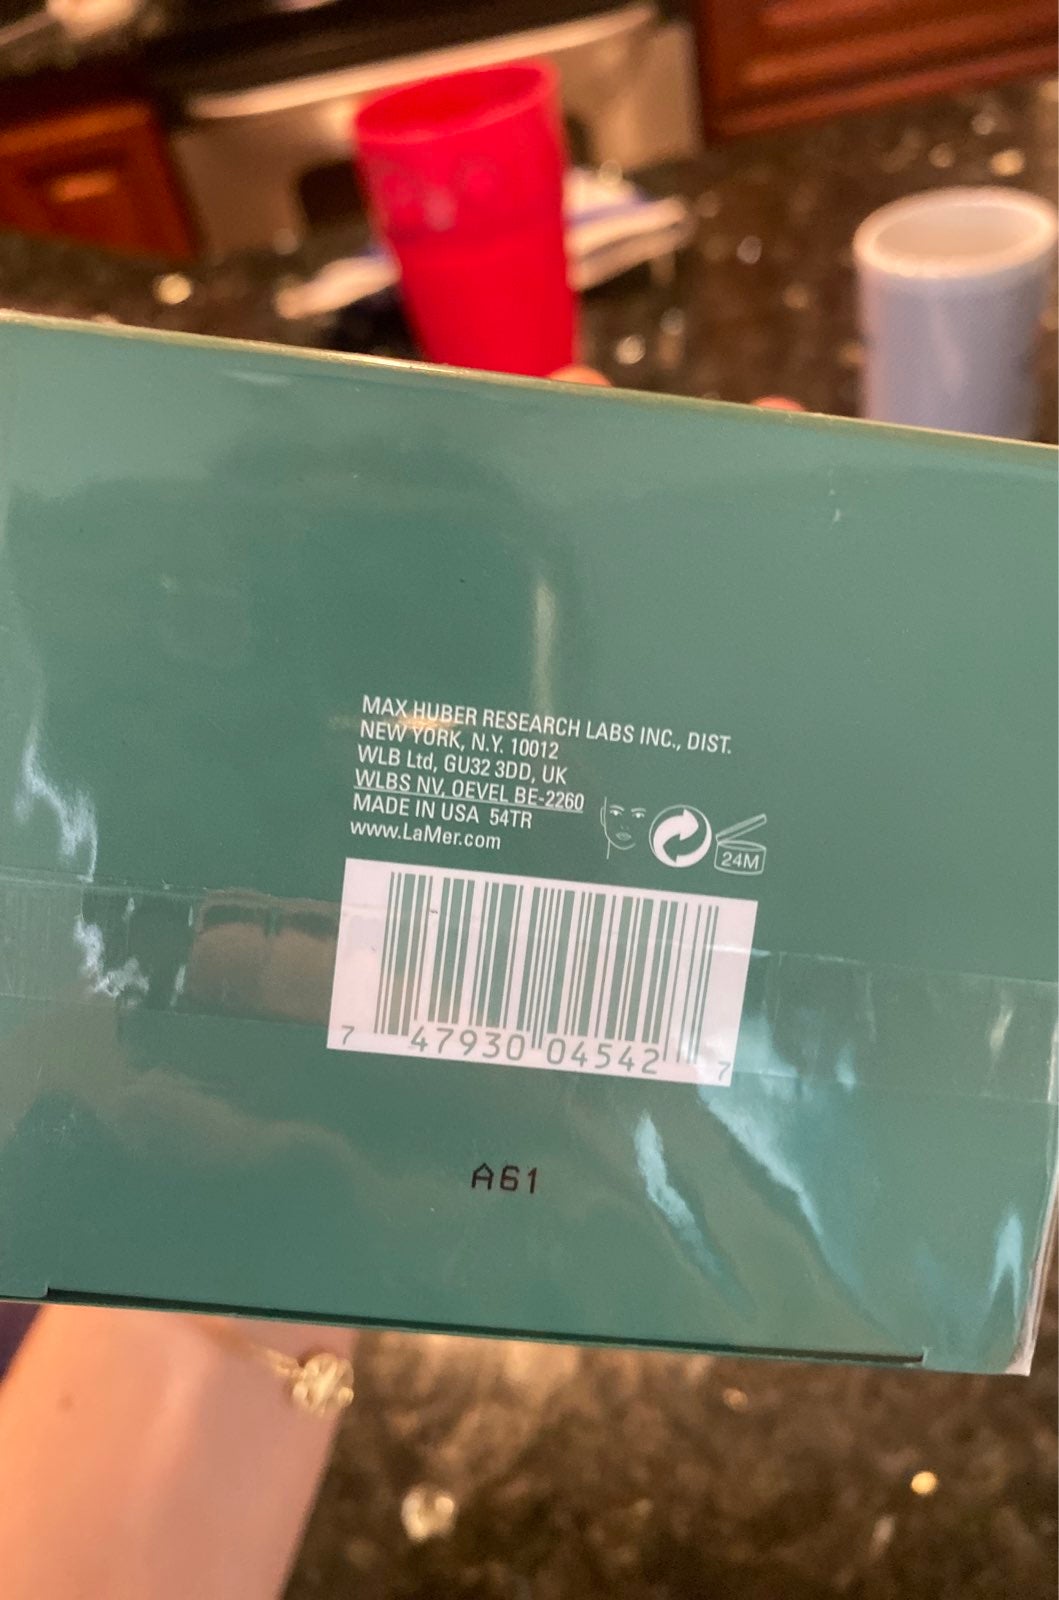 MAX HUBER RESEARCH LABS INC., DIST.
NEW YORK, N.Y. 10012
WLB Ltd, GU32 3DD, UK
WLBS NV, OEVEL BE-2260
MADE IN USA 54TR
www.LaMer.com
24M
7 47930 04542 7
A61